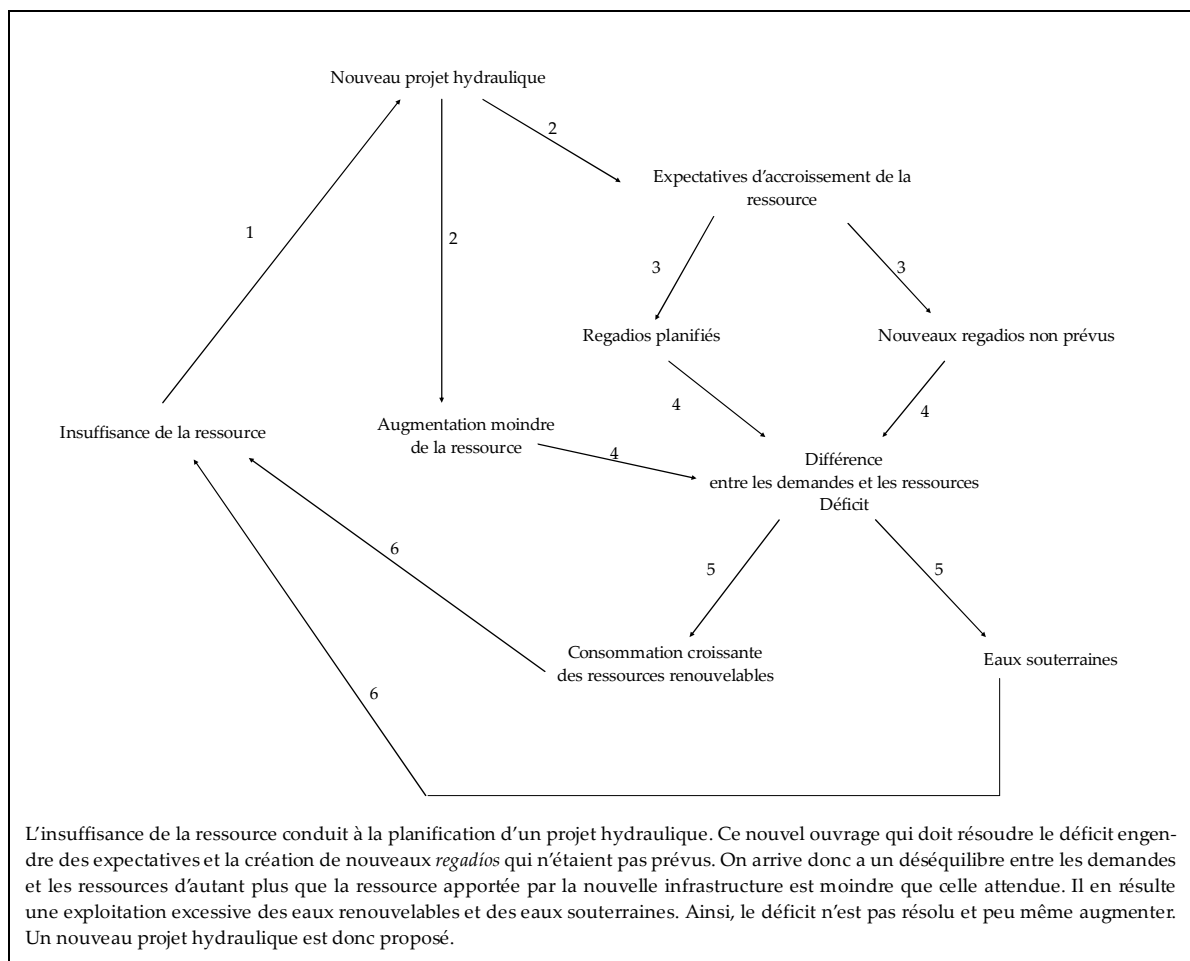 Nouveau projet hydraulique
2
Expectatives d'accroissement de la
ressource
1
2
3
3
Regadios planifiés
Nouveaux regadios non prévus
4
4
Insuffisance de la ressource
Augmentation moindre
de la ressource
4
Différence
entre les demandes et les ressources
Déficit
6
5
5
Consommation croissante
des ressources renouvelables
Eaux souterraines
6
L'insuffisance de la ressource conduit à la planification d'un projet hydraulique. Ce nouvel ouvrage qui doit résoudre le déficit engen-
dre des expectatives et la création de nouveaux regadíos qui n'étaient pas prévus. On arrive donc a un déséquilibre entre les demandes
et les ressources d'autant plus que la ressource apportée par la nouvelle infrastructure est moindre que celle attendue. Il en résulte
une exploitation excessive des eaux renouvelables et des eaux souterraines. Ainsi, le déficit n'est pas résolu et peu même augmenter.
Un nouveau projet hydraulique est donc proposé.